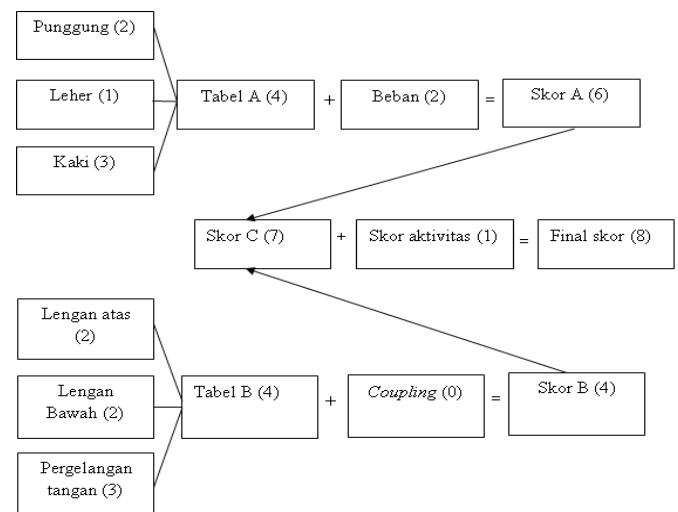 Punggung (2)
Leher (1)
Tabel A (4)
+
Beban (2)
=
Skor A (6)
Kaki (3)
Skor C (7)
+
Skor aktivitas (1)
=
Final skor (8)
Lengan atas
(2)
Lengan
Bawah (2)
Tabel B (4)
+
Coupling (0)
=
Skor B (4)
Pergelangan
tangan (3)